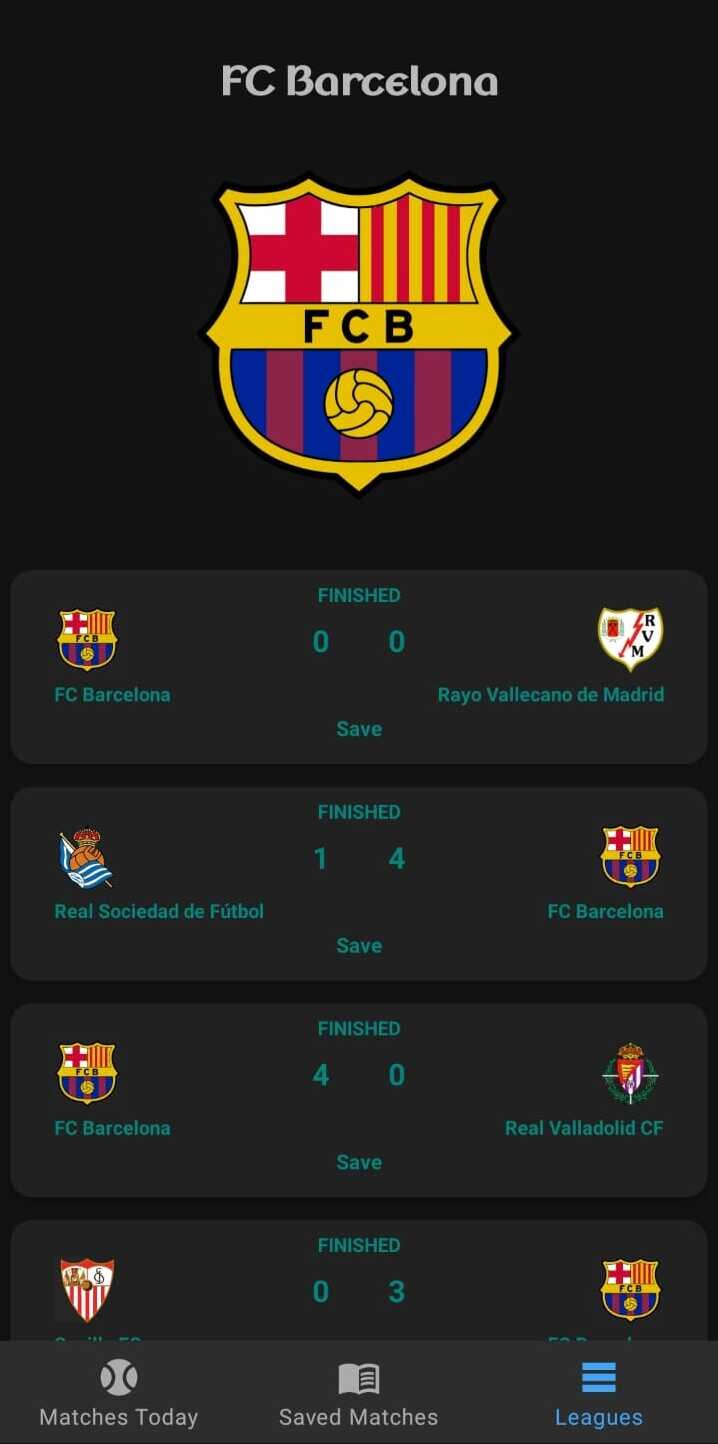 FC Barcelona
FCB
FINISHED
0 0
FC Barcelona Rayo Vallecano de Madrid
Save
FINISHED
1 4
Real Sociedad de Fútbol FC Barcelona
Save
FINISHED
4 0
FC Barcelona Real Valladolid CF
Save
FINISHED
0 3
Matches Today Saved Matches Leagues